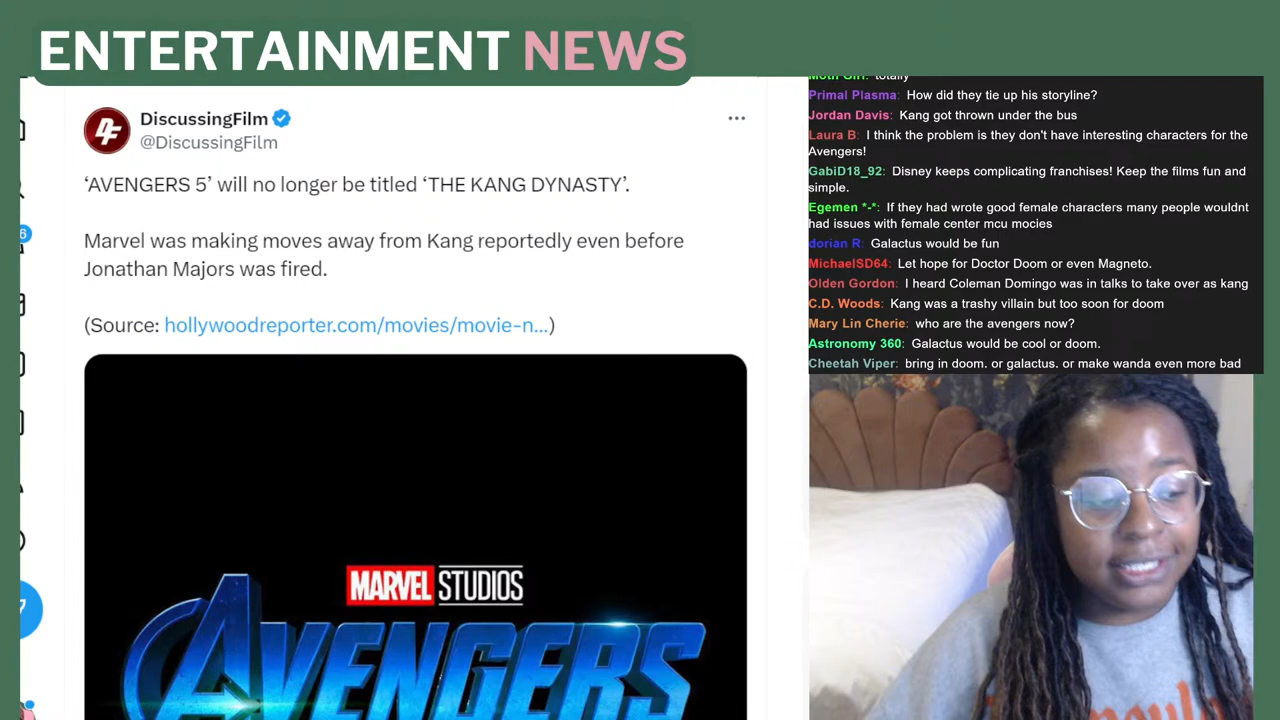 ENTERTAINMENT NEWS
DiscussingFilm
@DiscussingFilm
‘AVENGERS 5’ will no longer be titled ‘THE KANG DYNASTY’.
Marvel was making moves away from Kang reportedly even before
Jonathan Majors was fired.
(Source: hollywoodreporter.com/movies/movie-n...)
MARVEL STUDIOS
AVENGERS
Moth Girl: totally
Primal Plasma: How did they tie up his storyline?
Jordan Davis: Kang got thrown under the bus
Laura B: I think the problem is they don't have interesting characters for the
Avengers!
GabiD18_92: Disney keeps complicating franchises! Keep the films fun and
simple.
Egemen *-*: If they had wrote good female characters many people wouldnt
had issues with female center mcu mocies
dorian R: Galactus would be fun
MichaelSD64: Let hope for Doctor Doom or even Magneto.
Olden Gordon: I heard Coleman Domingo was in talks to take over as kang
C.D. Woods: Kang was a trashy villain but too soon for doom
Mary Lin Cherie: who are the avengers now?
Astronomy 360: Galactus would be cool or doom.
Cheetah Viper: bring in doom. or galactus. or make wanda even more bad